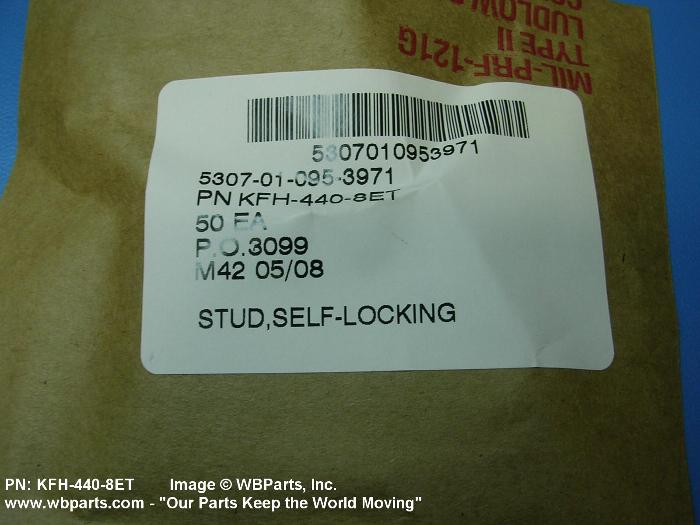 MIL-PRF-121G
TYPE II
LUDLOW
5307010953971
5307-01-095-3971
PN KFH-440-8ET
50 EA
P.O.3099
M42 05/08
STUD,SELF-LOCKING
PN: KFH-440-8ET Image © WBParts, Inc.
www.wbparts.com - "Our Parts Keep the World Moving"